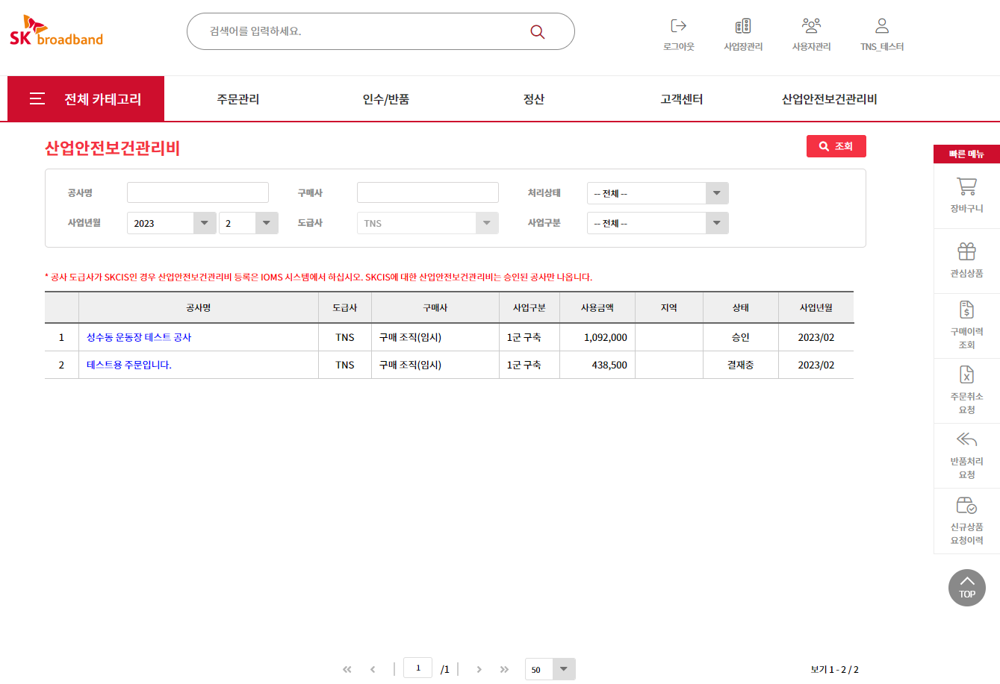 SK broadband
검색어를 입력하세요.
로그아웃
사업장관리
사용자관리
TNS_테스터
전체 카테고리
주문관리
인수/반품
정산
고객센터
산업안전보건관리비
산업안전보건관리비
조회
공사명
구매사
처리상태 -- 전체 --
사업년월 2023 2
도급사 TNS
사업구분 -- 전체 --
* 공사 도급사가 SKCIS인 경우 산업안전보건관리비 등록은 IOMS 시스템에서 하십시오. SKCIS에 대한 산업안전보건관리비는 승인된 공사만 나옵니다.
공사명 도급사 구매사 사업구분 사용금액 지역 상태 사업년월
1 성수동 운동장 테스트 공사 TNS 구매 조직(임시) 1군 구축 1,092,000 승인 2023/02
2 테스트용 주문입니다. TNS 구매 조직(임시) 1군 구축 438,500 결재중 2023/02
1 /1 50 보기 1 - 2 / 2
빠른 메뉴
장바구니
관심상품
구매이력
조회
주문취소
요청
반품처리
요청
신규상품
요청이력
TOP